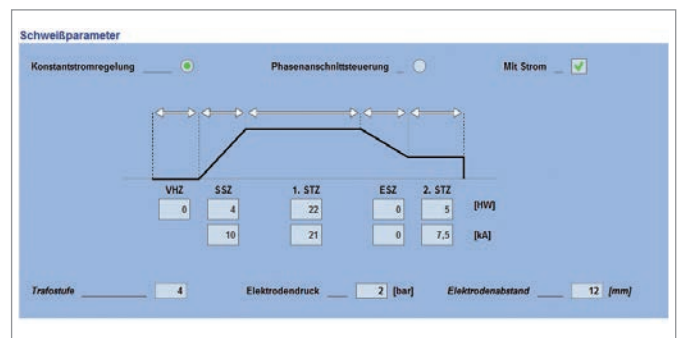 Schweißparameter
Konstantstromregelung Phasenanschnittsteuerung Mit Strom
VHZ SSZ 1. STZ ESZ 2. STZ
0 4 22 0 5 [HW]
10 21 0 7,5 [kA]
Trafostufe 4 Elektrodendruck 2 [bar] Elektrodenabstand 12 [mm]